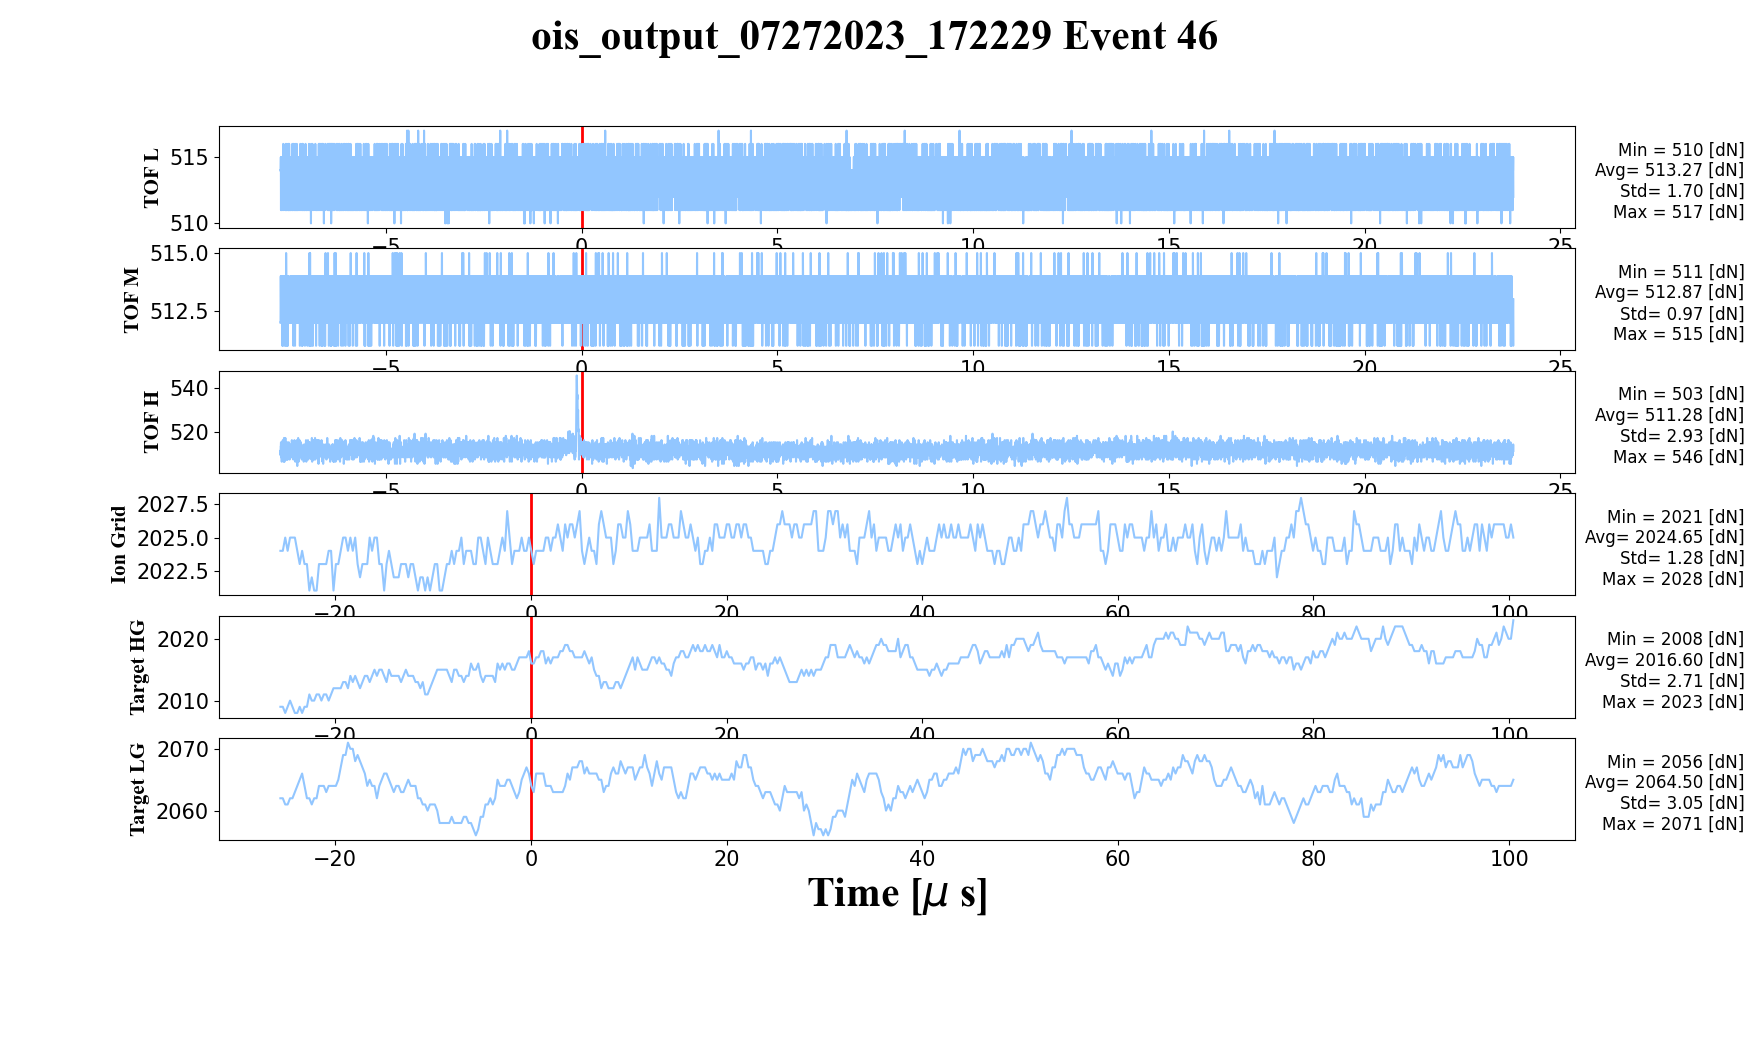 ois_output_07272023_172229 Event 46
TOF L
515
510
Min = 510 [dN]
Avg= 513.27 [dN]
Std= 1.70 [dN]
Max = 517 [dN]
−5 0 5 10 15 20 25
TOF M
515.0
512.5
Min = 511 [dN]
Avg= 512.87 [dN]
Std= 0.97 [dN]
Max = 515 [dN]
−5 0 5 10 15 20 25
TOF H
540
520
Min = 503 [dN]
Avg= 511.28 [dN]
Std= 2.93 [dN]
Max = 546 [dN]
−5 0 5 10 15 20 25
Ion Grid
2027.5
2025.0
2022.5
Min = 2021 [dN]
Avg= 2024.65 [dN]
Std= 1.28 [dN]
Max = 2028 [dN]
−20 0 20 40 60 80 100
Target HG
2020
2010
Min = 2008 [dN]
Avg= 2016.60 [dN]
Std= 2.71 [dN]
Max = 2023 [dN]
−20 0 20 40 60 80 100
Target LG
2070
2060
Min = 2056 [dN]
Avg= 2064.50 [dN]
Std= 3.05 [dN]
Max = 2071 [dN]
−20 0 20 40 60 80 100
Time [μ s]